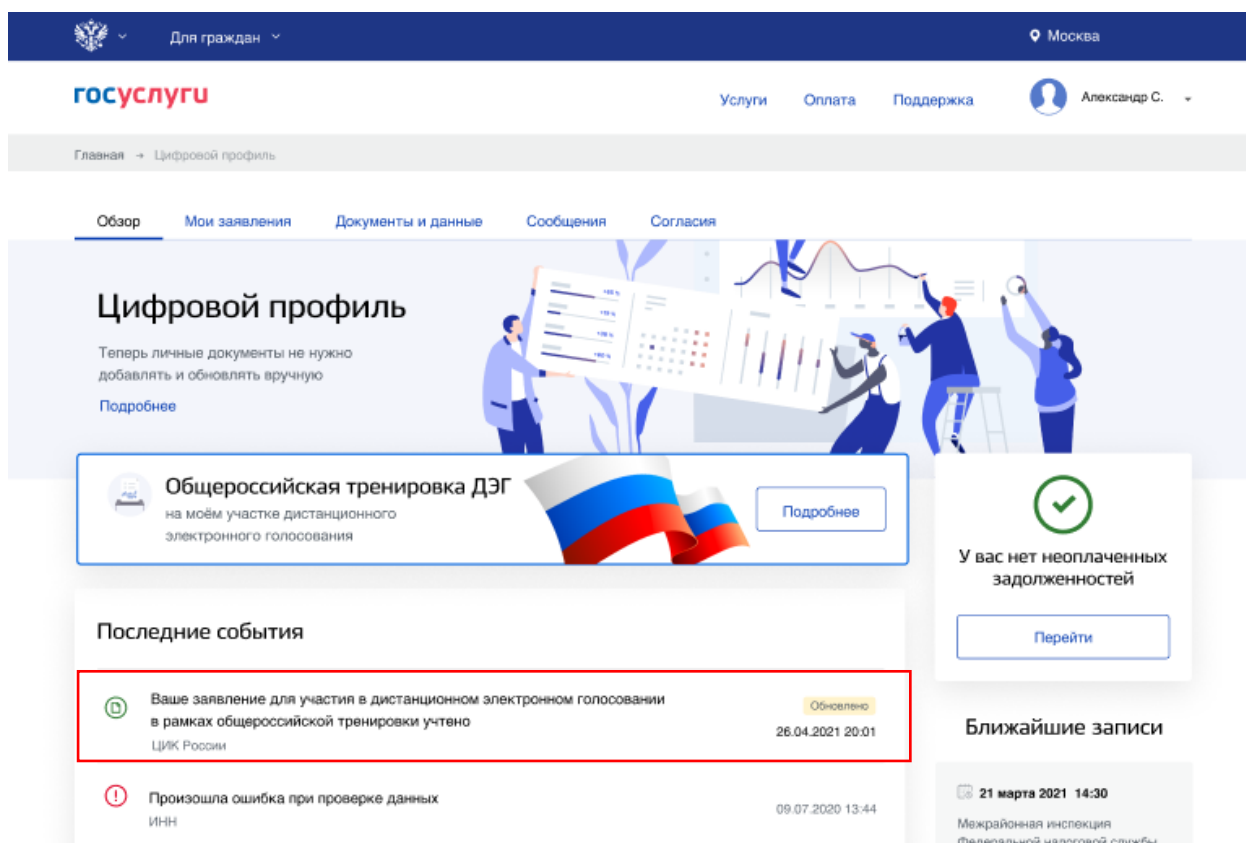 Для граждан
Москва
госуслуги
Услуги Оплата Поддержка Александр С.
Главная → Цифровой профиль
Обзор Мои заявления Документы и данные Сообщения Согласия
Цифровой профиль
Теперь личные документы не нужно
добавлять и обновлять вручную
Подробнее
Общероссийская тренировка ДЭГ
на моём участке дистанционного
электронного голосования
Подробнее
У вас нет неоплаченных
задолженностей
Перейти
Последние события
Ваше заявление для участия в дистанционном электронном голосовании
в рамках общероссийской тренировки учтено
ЦИК России
Обновлено
26.04.2021 20:01
Произошла ошибка при проверке данных
ИНН
09.07.2020 13:44
Ближайшие записи
21 марта 2021 14:30
Межрайонная инспекция
Федеральной налоговой службы